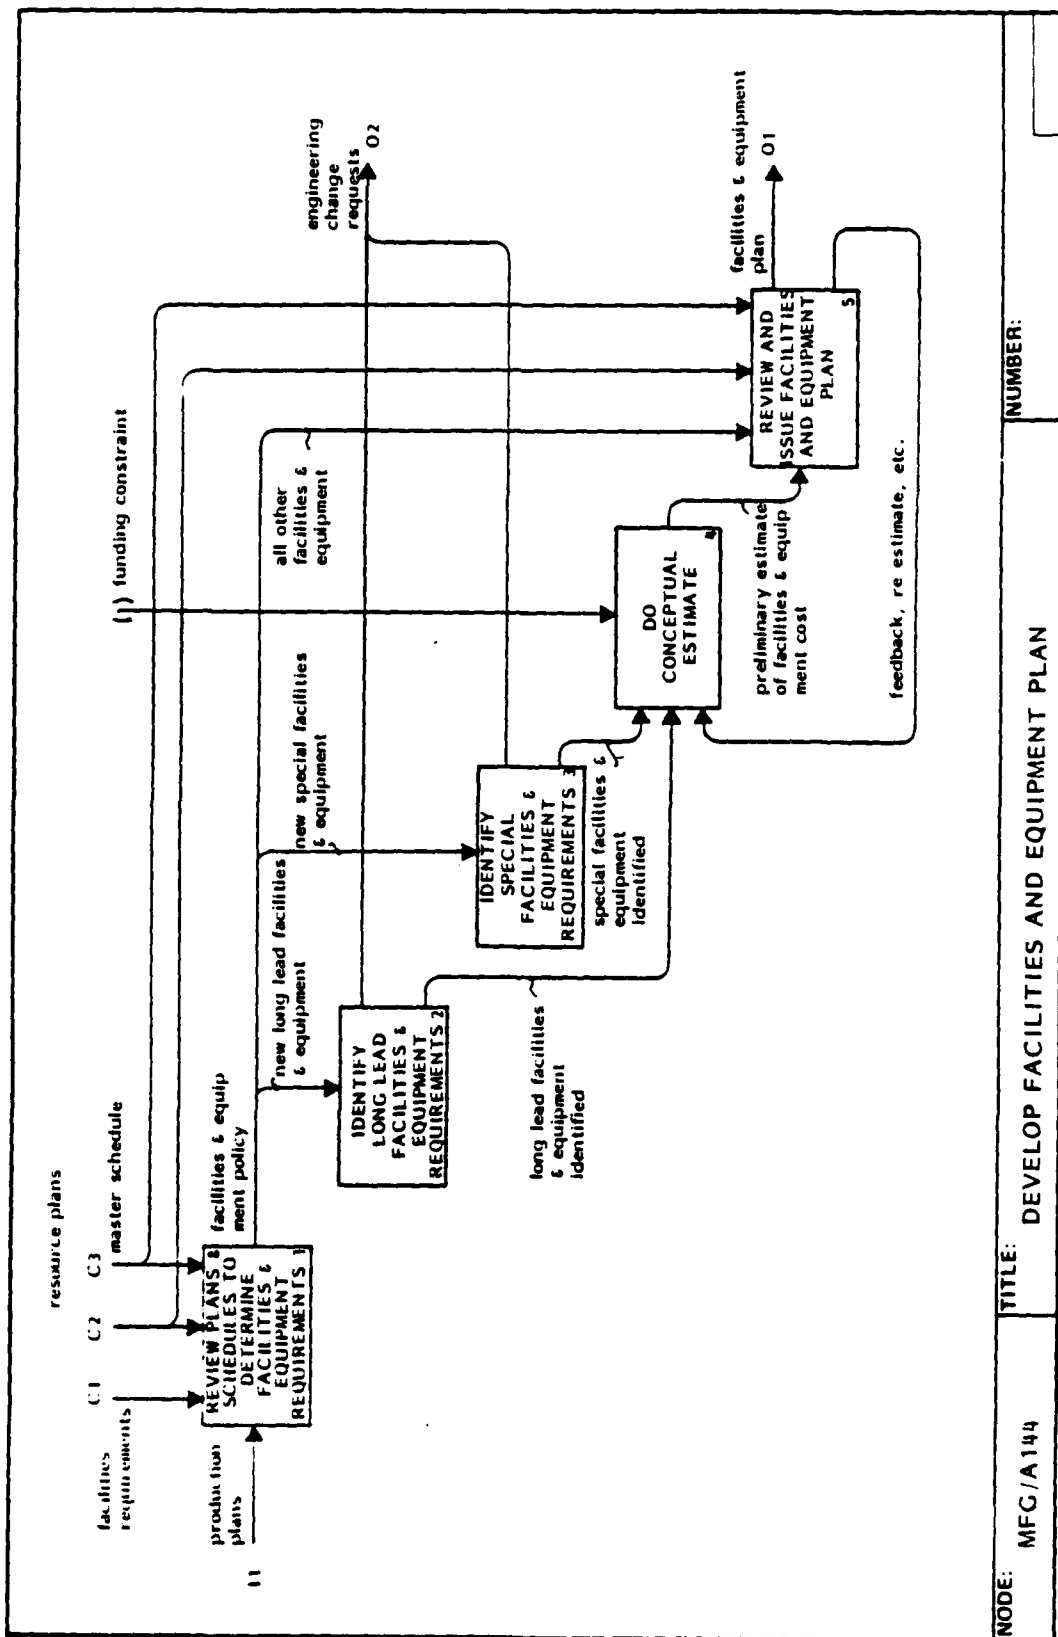 resource plans
C1
C2
C3
master schedule
facilities
requirements
production
plans
I1
REVIEW PLANS &
SCHEDULES TO
DETERMINE
FACILITIES &
EQUIPMENT
REQUIREMENTS 1
facilities & equip
ment policy
new long lead facilities
& equipment
IDENTIFY
LONG LEAD
FACILITIES &
EQUIPMENT
REQUIREMENTS 2
long lead facilities
& equipment
identified
new special facilities
& equipment
IDENTIFY
SPECIAL
FACILITIES &
EQUIPMENT
REQUIREMENTS 3
special facilities &
equipment
identified
(1) funding constraint
all other
facilities &
equipment
DO
CONCEPTUAL
ESTIMATE
4
preliminary estimate
of facilities & equip
ment cost
engineering
change
requests
O2
REVIEW AND
ISSUE FACILITIES
AND EQUIPMENT
PLAN
5
facilities & equipment
plan
O1
feedback, re estimate, etc.
NODE:
MFG/A144
TITLE:
DEVELOP FACILITIES AND EQUIPMENT PLAN
NUMBER: